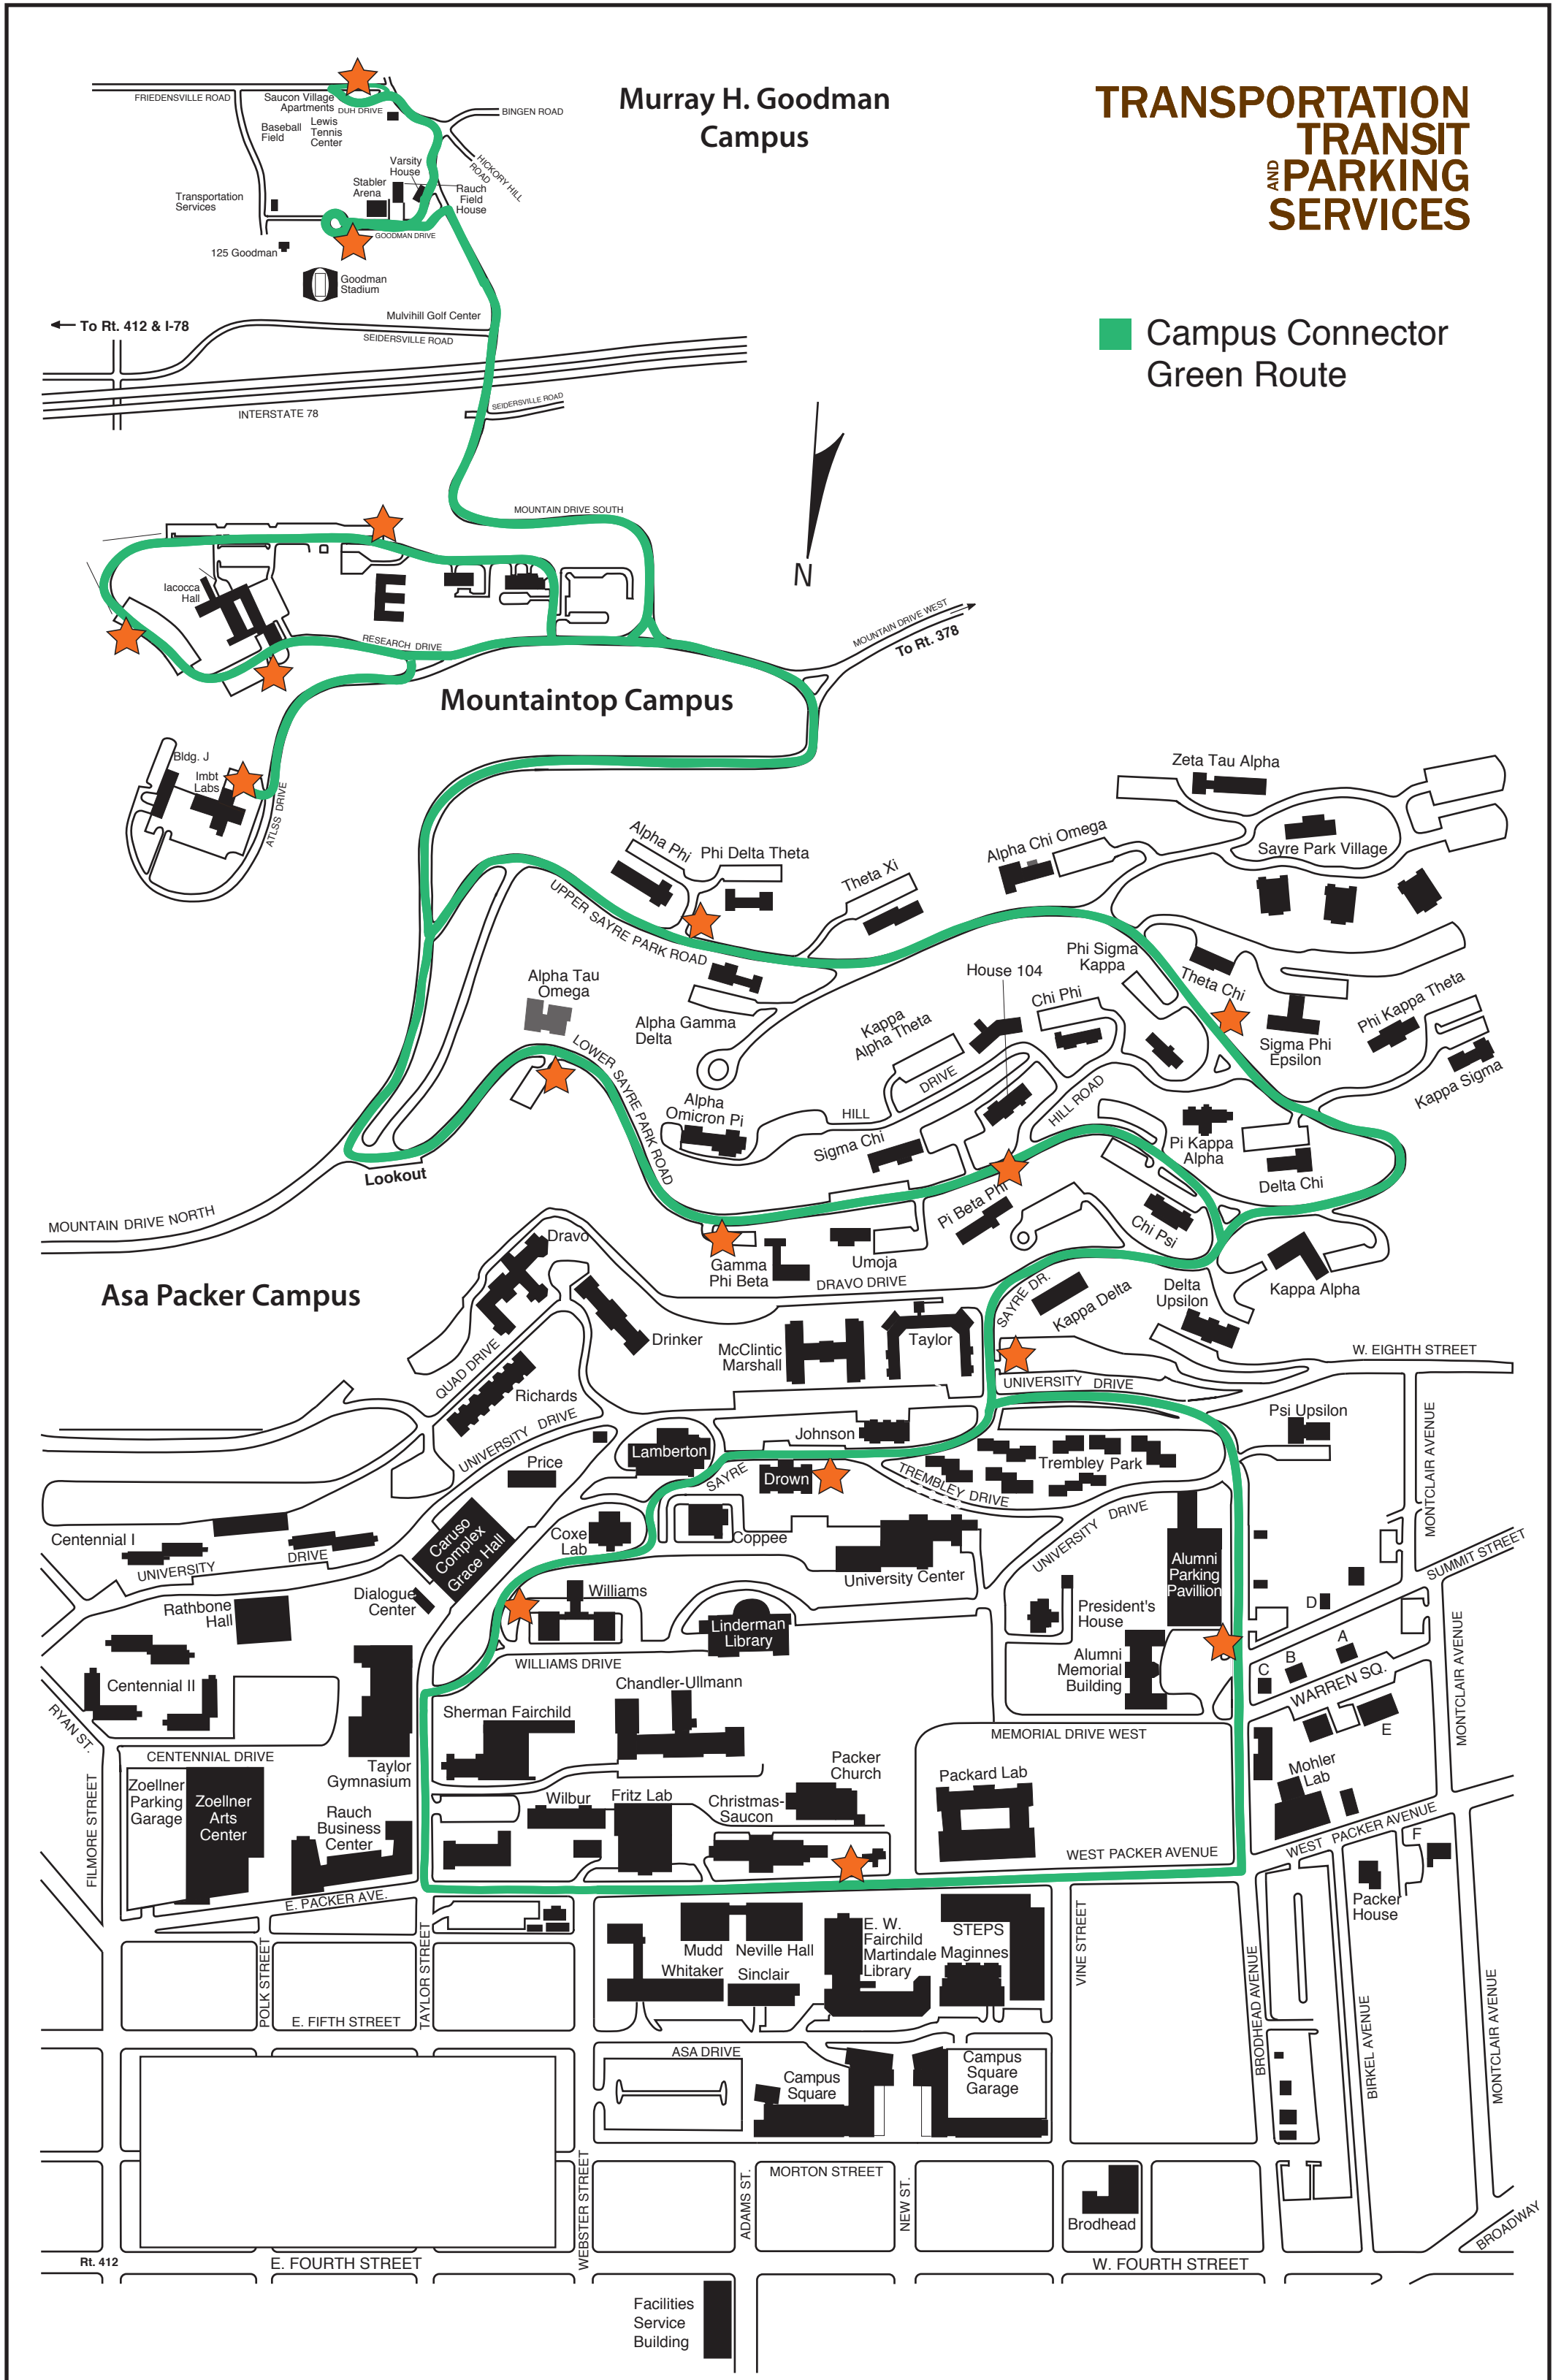 Murray H. Goodman
Campus
TRANSPORTATION
TRANSIT
AND PARKING
SERVICES
Campus Connector
Green Route
FRIEDENSVILLE ROAD
Saucon Village
Apartments
DUH DRIVE
BINGEN ROAD
Baseball
Field
Lewis
Tennis
Center
HICKORY HILL
ROAD
Varsity
House
Stabler
Arena
Rauch
Field
House
Transportation
Services
GOODMAN DRIVE
125 Goodman
Goodman
Stadium
Mulvihill Golf Center
To Rt. 412 & I-78
SEIDERSVILLE ROAD
SEIDERSVILLE ROAD
INTERSTATE 78
MOUNTAIN DRIVE SOUTH
N
Iacocca
Hall
E
RESEARCH DRIVE
MOUNTAIN DRIVE WEST
To Rt. 378
Mountaintop Campus
Bldg. J
Imbt
Labs
ATLSS DRIVE
Zeta Tau Alpha
Sayre Park Village
Alpha Chi Omega
Alpha Phi
Phi Delta Theta
Theta Xi
UPPER SAYRE PARK ROAD
Phi Sigma
Kappa
Theta Chi
House 104
Chi Phi
Alpha Tau
Omega
Alpha Gamma
Delta
Kappa
Alpha Theta
Sigma Phi
Epsilon
Phi Kappa Theta
Kappa Sigma
LOWER SAYRE PARK ROAD
DRIVE
HILL
HILL ROAD
Alpha
Omicron Pi
Sigma Chi
Pi Kappa
Alpha
Delta Chi
Lookout
MOUNTAIN DRIVE NORTH
Pi Beta Phi
Chi Psi
Dravo
Gamma
Phi Beta
Umoja
DRAVO DRIVE
Kappa Alpha
Asa Packer Campus
SAYRE DR.
Kappa Delta
Delta
Upsilon
Drinker
McClintic
Marshall
Taylor
W. EIGHTH STREET
QUAD DRIVE
Richards
UNIVERSITY DRIVE
UNIVERSITY DRIVE
Psi Upsilon
MONTCLAIR AVENUE
Johnson
Lamberton
Price
Trembley Park
SAYRE
Drown
TREMBLEY DRIVE
UNIVERSITY DRIVE
Centennial I
UNIVERSITY
DRIVE
Caruso
Complex
Grace Hall
Coxe
Lab
Coppee
University Center
Alumni
Parking
Pavillion
SUMMIT STREET
Dialogue
Center
Williams
Rathbone
Hall
Linderman
Library
President's
House
D
A
B
C
WARREN SQ.
E
MONTCLAIR AVENUE
WILLIAMS DRIVE
Alumni
Memorial
Building
Centennial II
Chandler-Ullmann
Sherman Fairchild
RYAN ST.
MEMORIAL DRIVE WEST
CENTENNIAL DRIVE
Taylor
Gymnasium
Packer
Church
Packard Lab
Mohler
Lab
Zoellner
Parking
Garage
Zoellner
Arts
Center
Rauch
Business
Center
Wilbur
Fritz Lab
Christmas-
Saucon
WEST PACKER AVENUE
WEST PACKER AVENUE
F
FILMORE STREET
E. PACKER AVE.
Packer
House
STEPS
Mudd
Neville Hall
E. W.
Fairchild
Martindale
Library
Maginnes
Whitaker
Sinclair
VINE STREET
POLK STREET
TAYLOR STREET
E. FIFTH STREET
BRODHEAD AVENUE
BIRKEL AVENUE
MONTCLAIR AVENUE
ASA DRIVE
Campus
Square
Campus
Square
Garage
MORTON STREET
WEBSTER STREET
ADAMS ST.
NEW ST.
Brodhead
BROADWAY
Rt. 412
E. FOURTH STREET
W. FOURTH STREET
Facilities
Service
Building